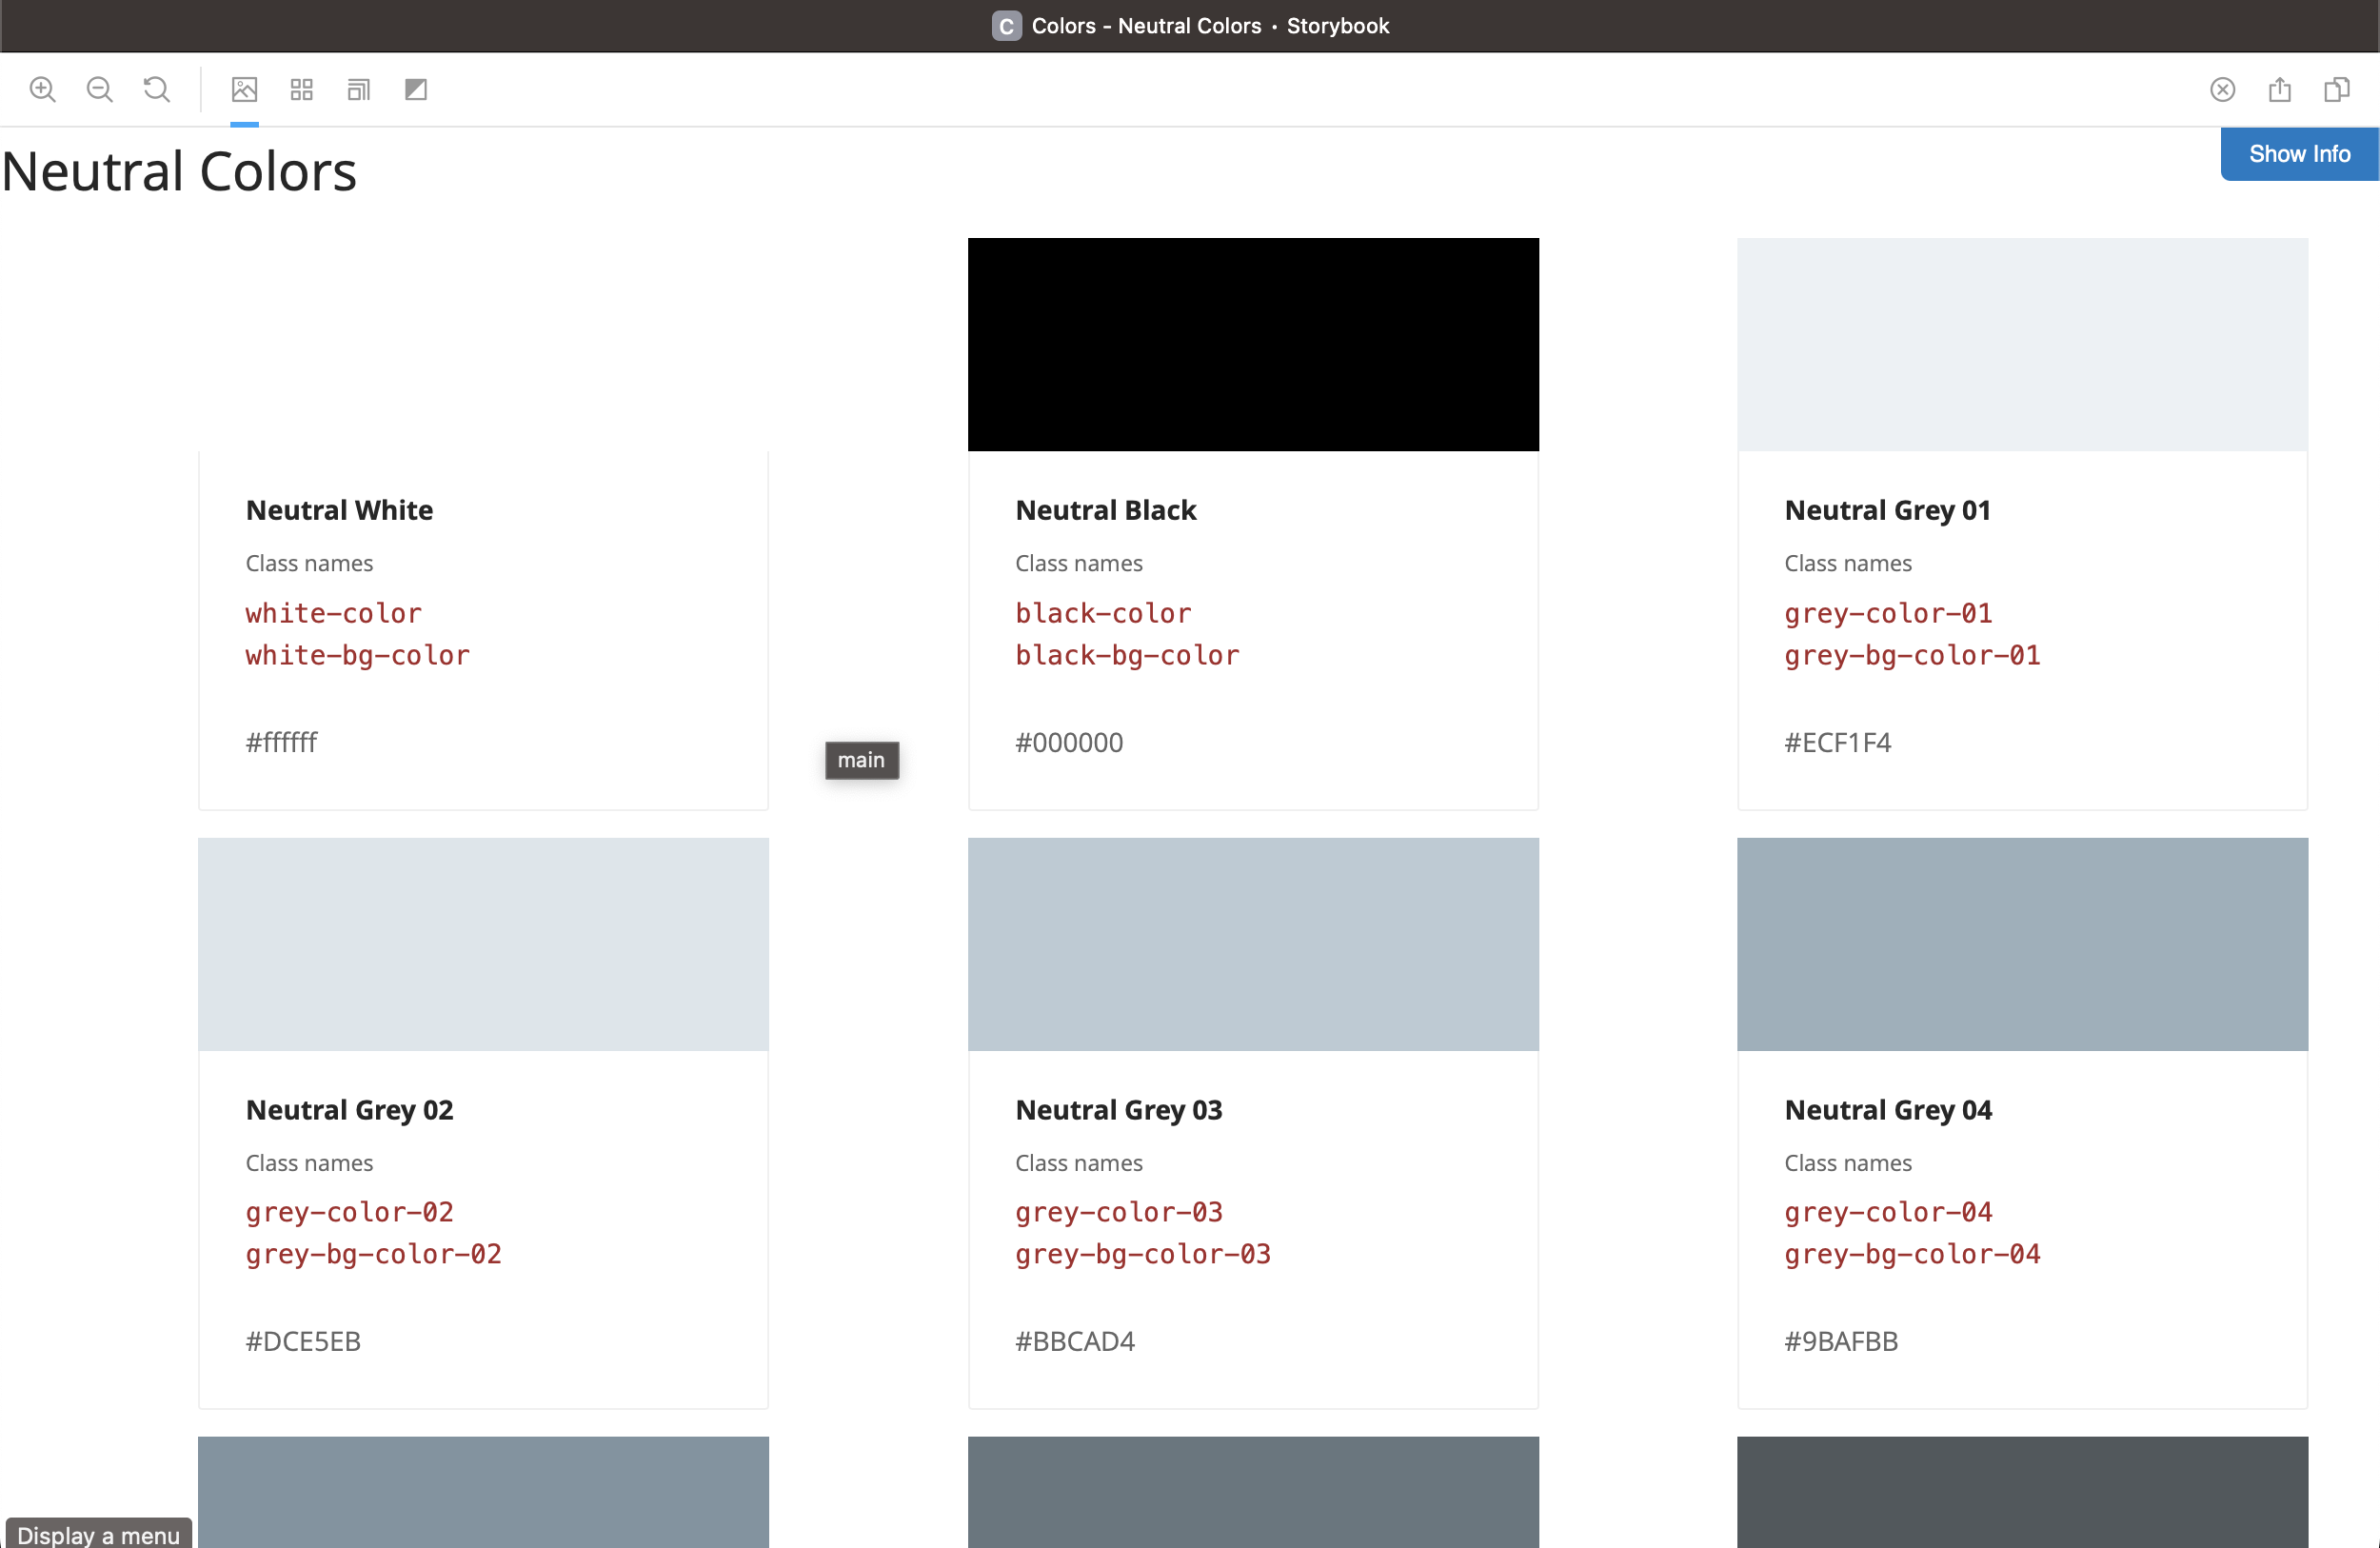 C Colors - Neutral Colors · Storybook
Show Info
Neutral Colors
Neutral White
Class names
white-color
white-bg-color
#ffffff
Neutral Black
Class names
black-color
black-bg-color
#000000
Neutral Grey 01
Class names
grey-color-01
grey-bg-color-01
#ECF1F4
main
Neutral Grey 02
Class names
grey-color-02
grey-bg-color-02
#DCE5EB
Neutral Grey 03
Class names
grey-color-03
grey-bg-color-03
#BBCAD4
Neutral Grey 04
Class names
grey-color-04
grey-bg-color-04
#9BAFBB
Display a menu